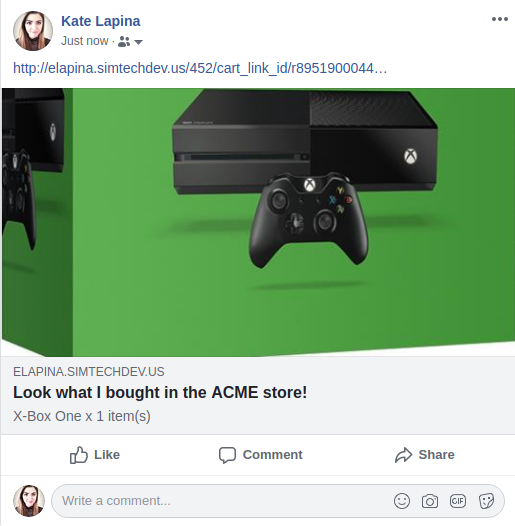 Kate Lapina
Just now ·
http://elapina.simtechdev.us/452/cart_link_id/r8951900044…
ELAPINA.SIMTECHDEV.US
Look what I bought in the ACME store!
X-Box One x 1 item(s)
Like Comment Share
Write a comment...
GIF